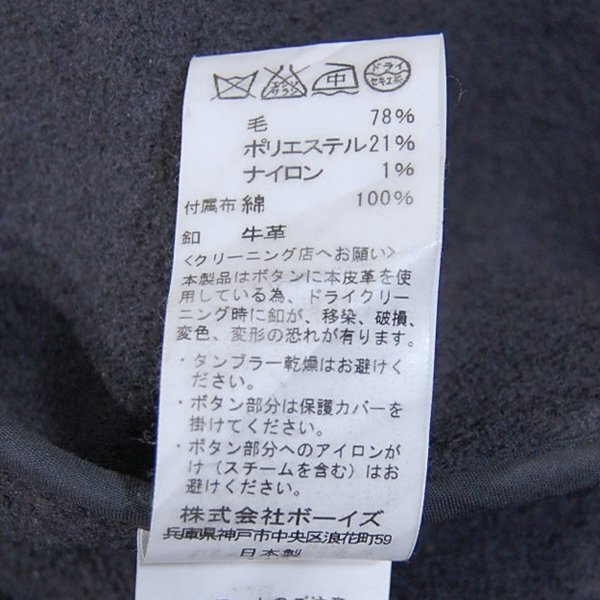 エンソ
サラシ
中
ドライ
セキユ系
毛 78%
ポリエステル 21%
ナイロン 1%
付属布 綿 100%
釦 牛革
<クリーニング店へお願い>
本製品はボタンに本皮革を使
用している為、ドライクリー
ニング時に釦が、移染、破損、
変色、変形の恐れが有ります。
・タンブラー乾燥はお避けく
ださい。
・ボタン部分は保護カバーを
掛けてください。
・ボタン部分へのアイロンが
け（スチームを含む）はお
避けください。
株式会社ボーイズ
兵庫県神戸市中央区浪花町59
日本製